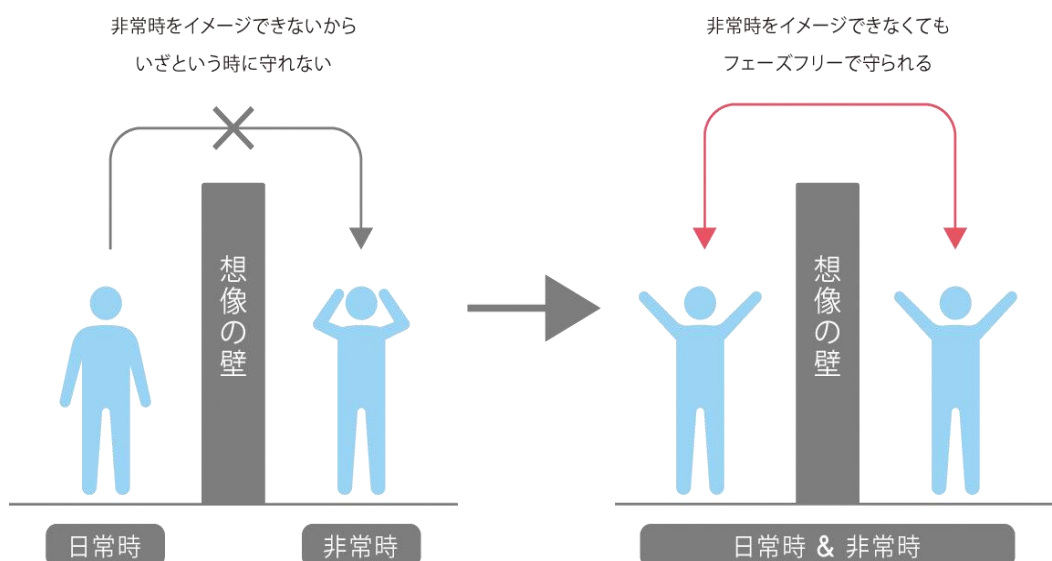 非常時をイメージできないから
いざという時に守れない
想像の壁
日常時
非常時
非常時をイメージできなくても
フェーズフリーで守られる
想像の壁
日常時 & 非常時